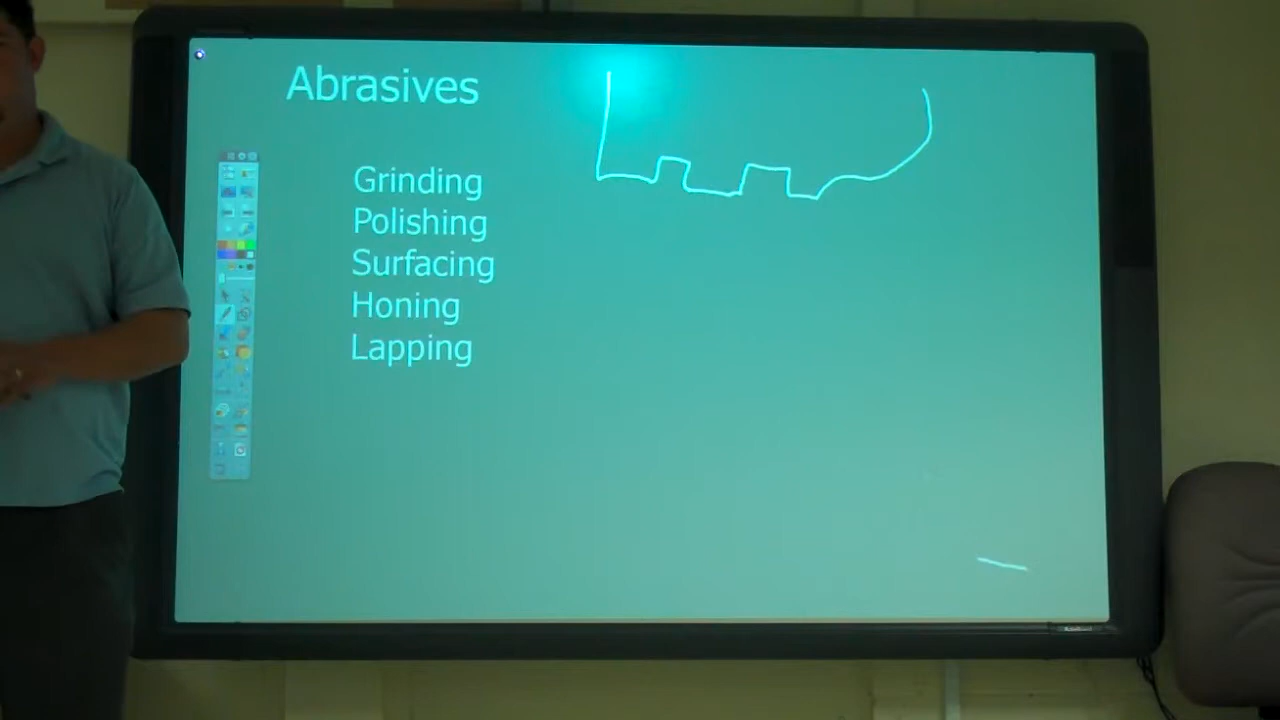 Abrasives
Grinding
Polishing
Surfacing
Honing
Lapping